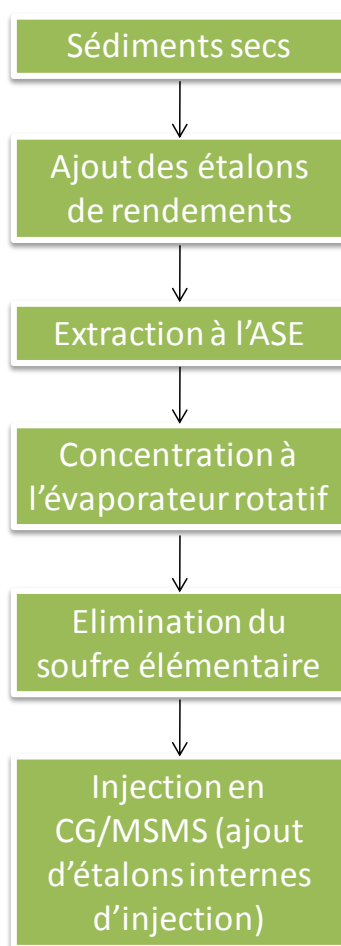 Sédiments secs
Ajout des étalons
de rendements
Extraction à l'ASE
Concentration à
l'évaporateur rotatif
Elimination du
soufre élémentaire
Injection en
CG/MSMS (ajout
d'étalons internes
d'injection)